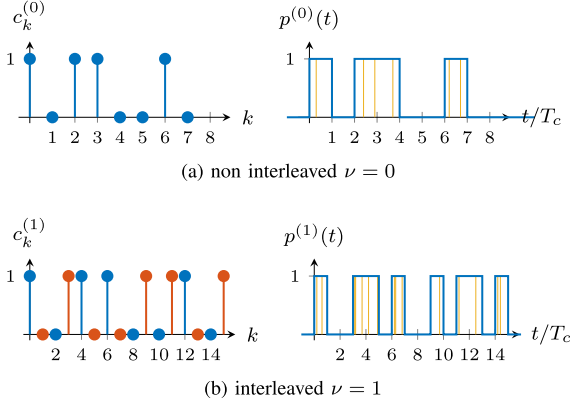 c_k^{(0)}
1
1 2 3 4 5 6 7 8
k
p^{(0)}(t)
1
1 2 3 4 5 6 7 8
t/T_c
(a) non interleaved ν = 0
c_k^{(1)}
1
2 4 6 8 10 12 14
k
p^{(1)}(t)
1
2 4 6 8 10 12 14
t/T_c
(b) interleaved ν = 1